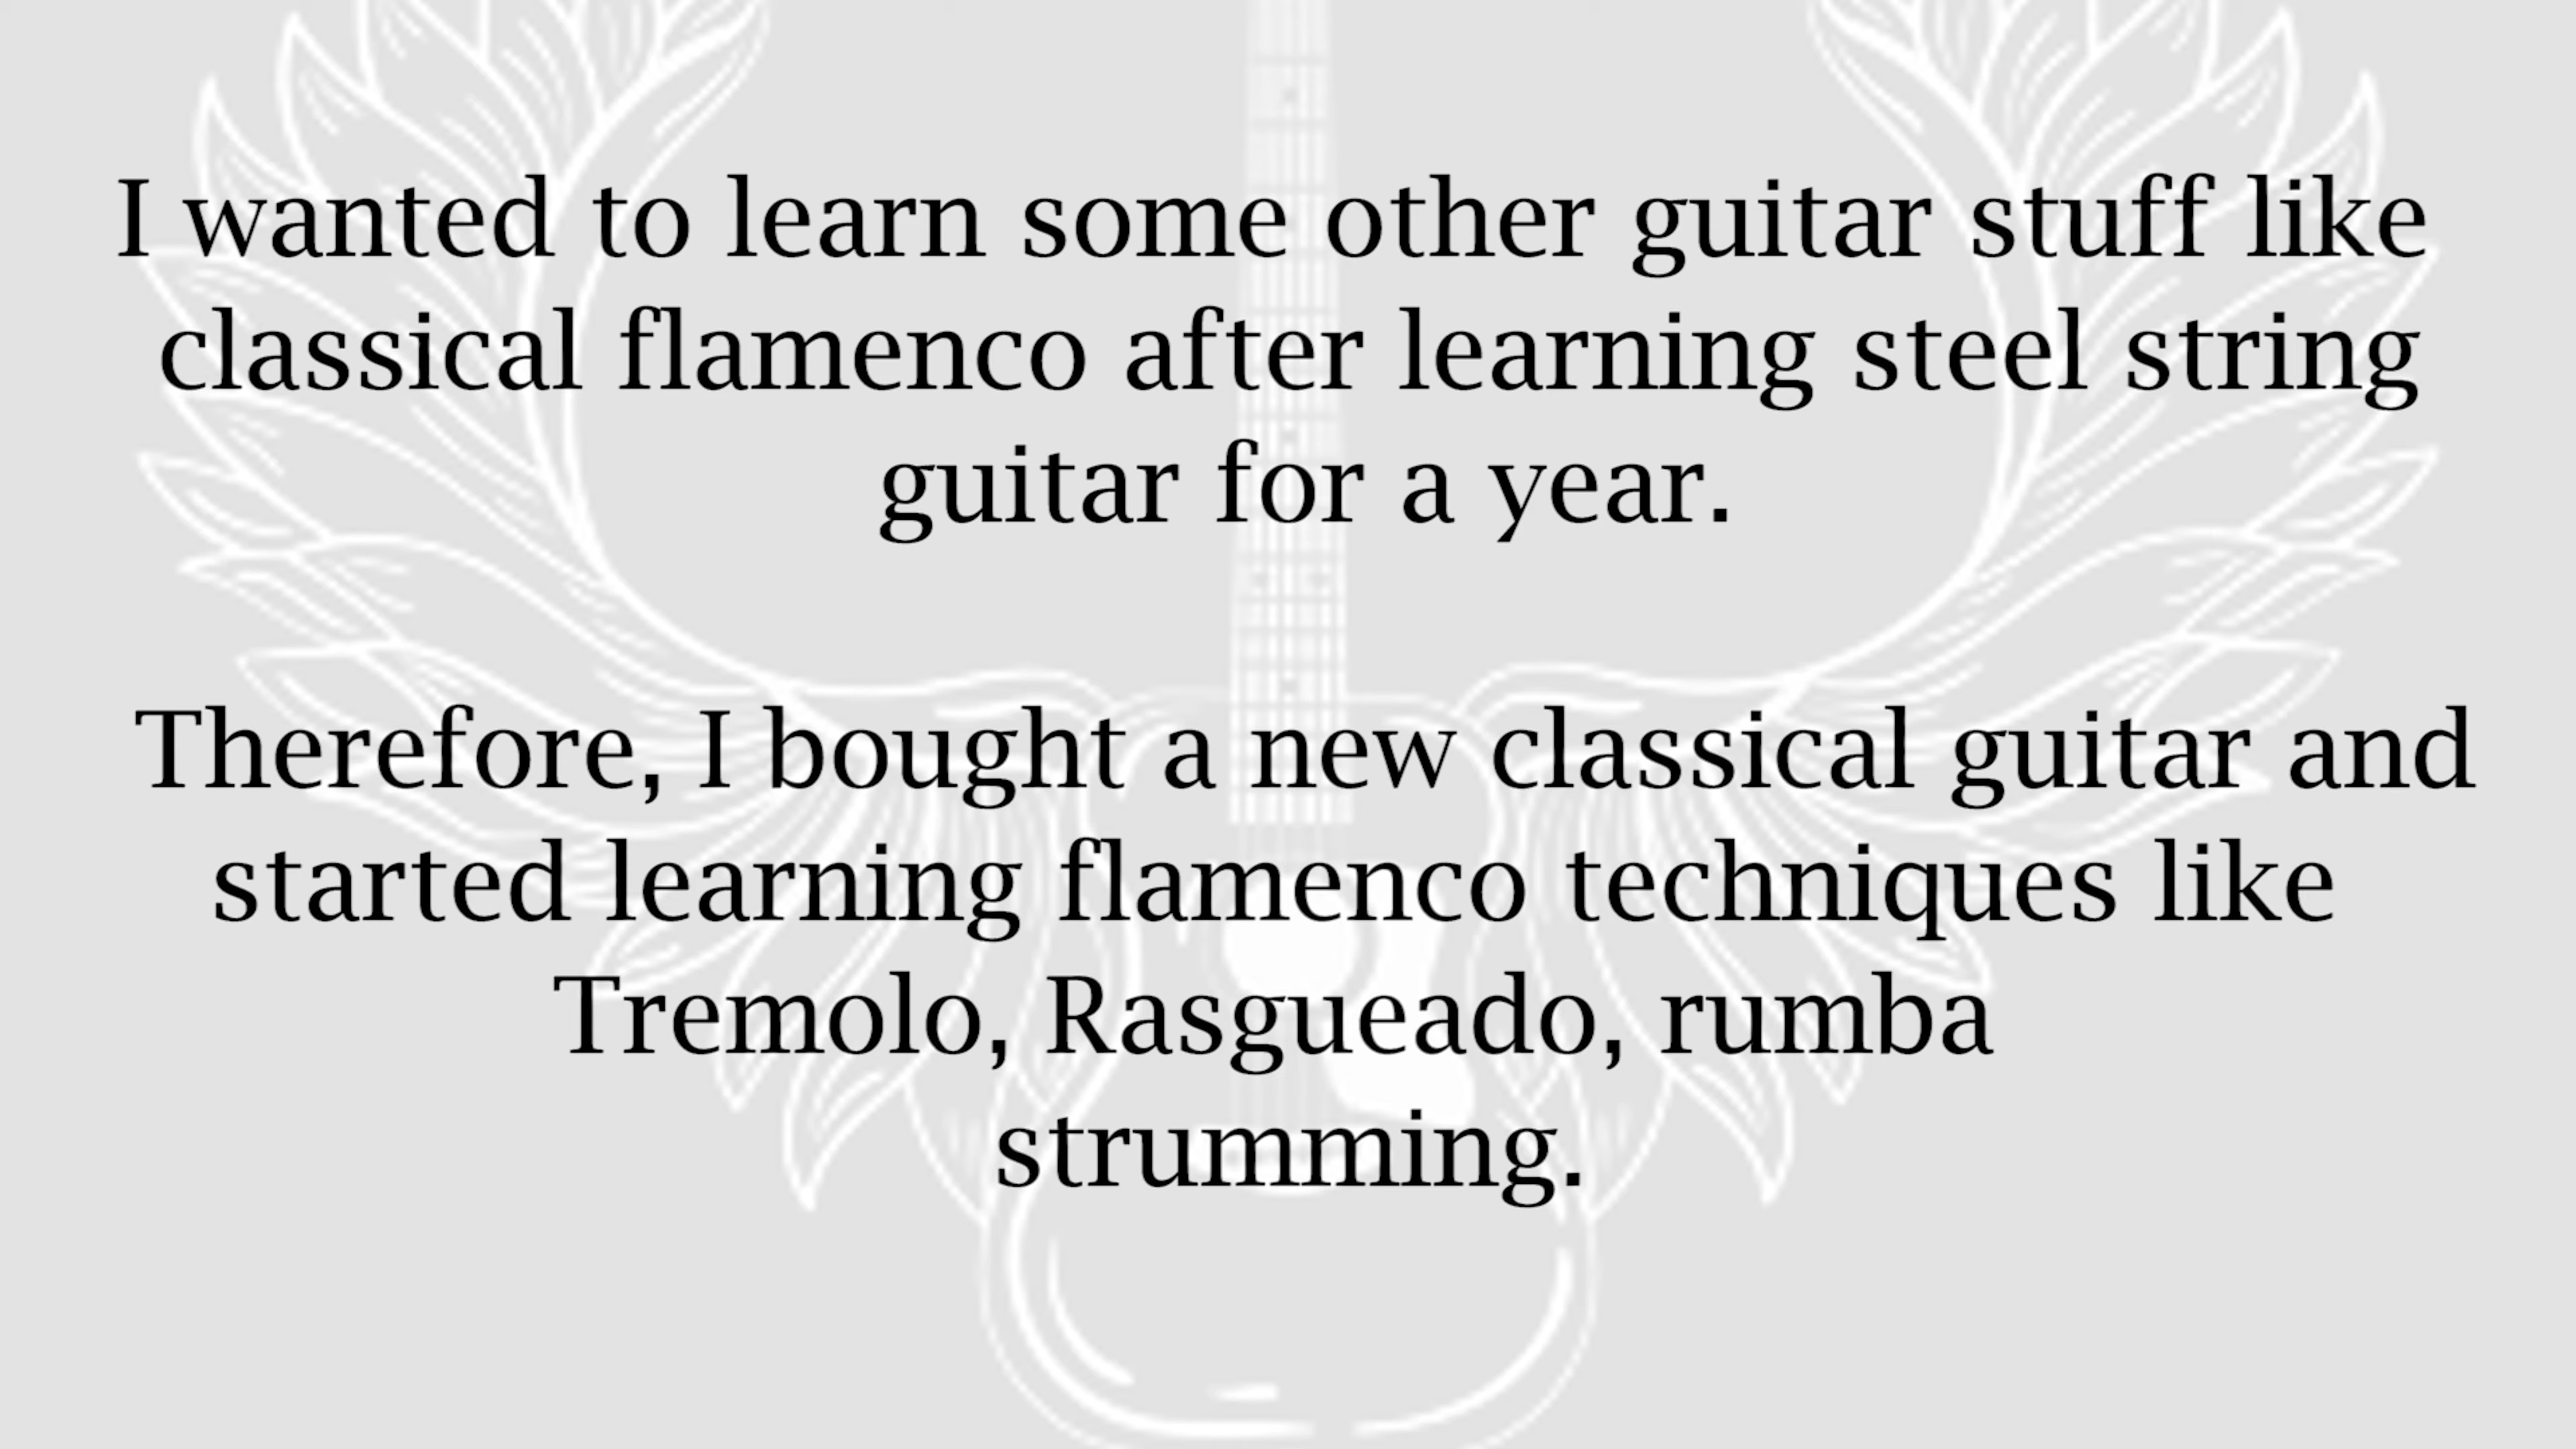 I wanted to learn some other guitar stuff like
classical flamenco after learning steel string
guitar for a year.
Therefore, I bought a new classical guitar and
started learning flamenco techniques like
Tremolo, Rasgueado, rumba
strumming.